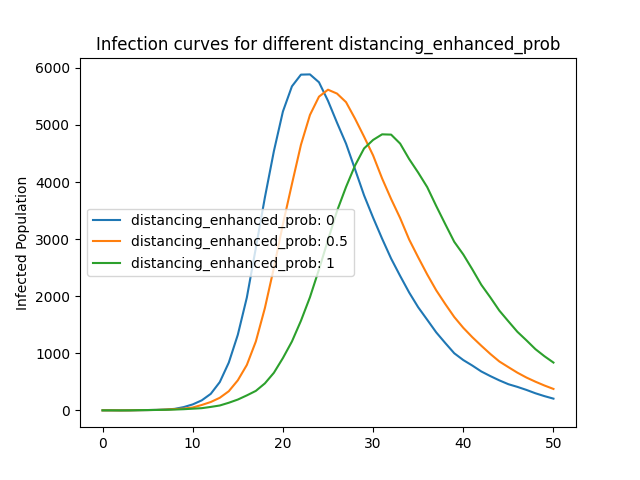 Infection curves for different distancing_enhanced_prob
6000
5000
4000
3000
2000
1000
0
Infected Population
distancing_enhanced_prob: 0
distancing_enhanced_prob: 0.5
distancing_enhanced_prob: 1
0 10 20 30 40 50